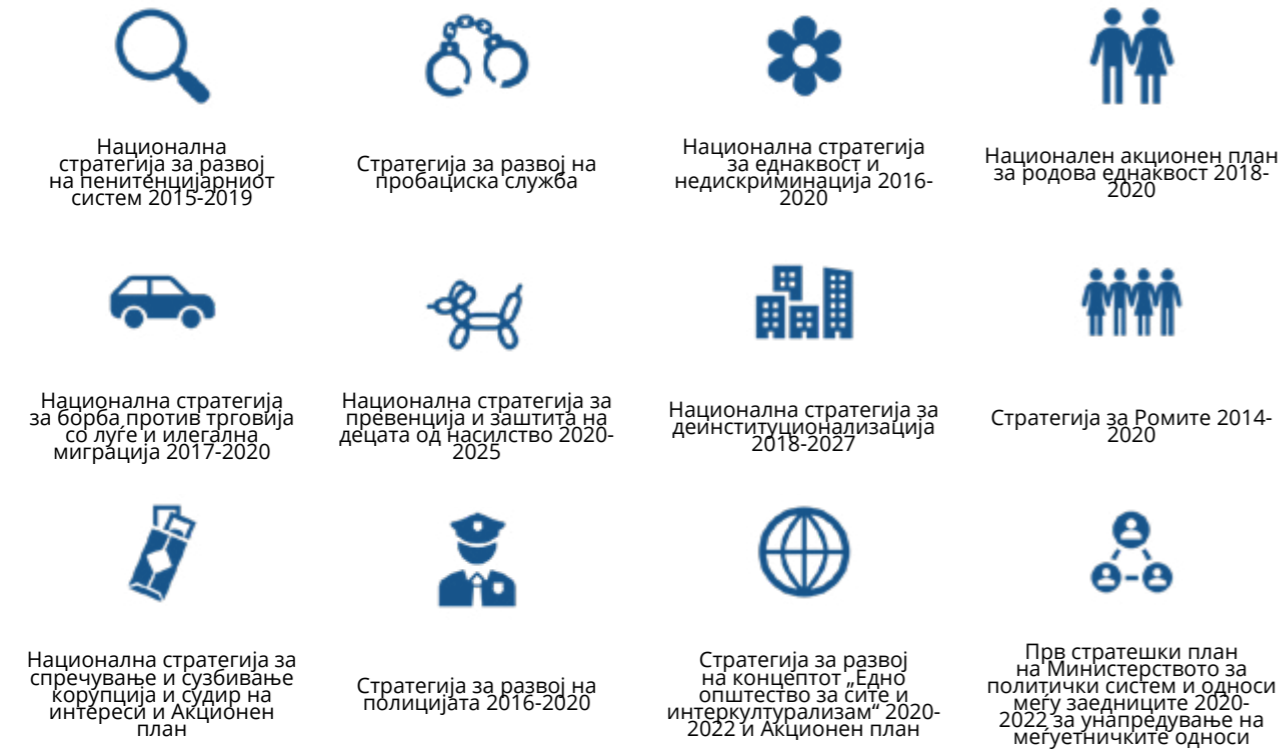 Национална
стратегија за развој
на пенитенцијарниот
систем 2015-2019
Стратегија за развој на
пробациска служба
Национална стратегија
за еднаквост и
недискриминација 2016-
2020
Национален акционен план
за родова еднаквост 2018-
2020
Национална стратегија
за борба против трговија
со луѓе и илегална
миграција 2017-2020
Национална стратегија за
превенција и заштита на
децата од насилство 2020-
2025
Национална стратегија за
деинституционализација
2018-2027
Стратегија за Ромите 2014-
2020
Национална стратегија за
спречување и сузбивање
корупција и судир на
интереси и Акционен
план
Стратегија за развој на
полицијата 2016-2020
Стратегија за развој
на концептот „Едно
општество за сите и
интеркултурализам“ 2020-
2022 и Акционен план
Прв стратешки план
на Министерството за
политички систем и односи
меѓу заедниците 2020-
2022 за унапредување на
меѓуетничките односи